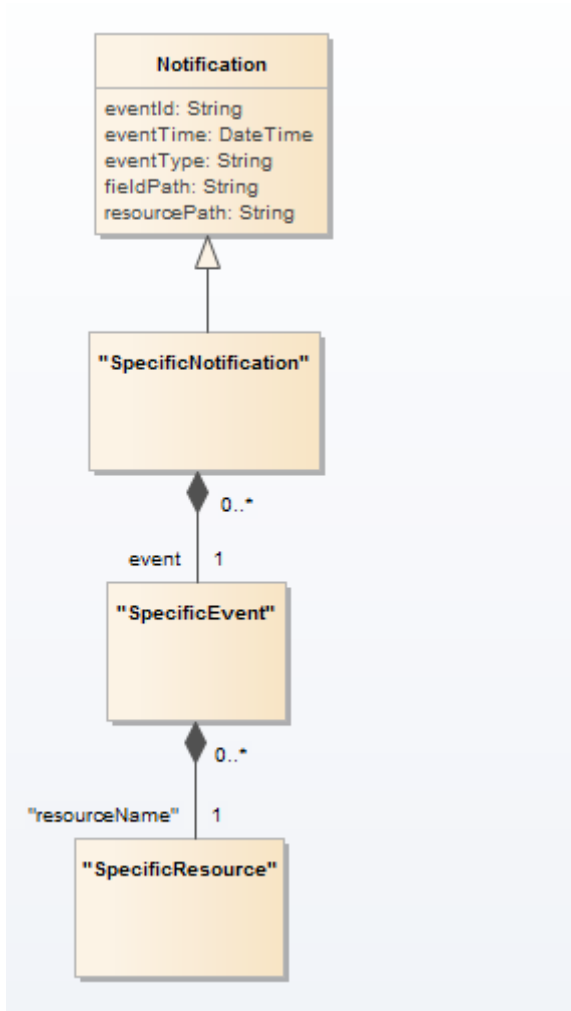 Notification
eventId: String
eventTime: DateTime
eventType: String
fieldPath: String
resourcePath: String
"SpecificNotification"
0..*
event 1
"SpecificEvent"
0..*
"resourceName" 1
"SpecificResource"